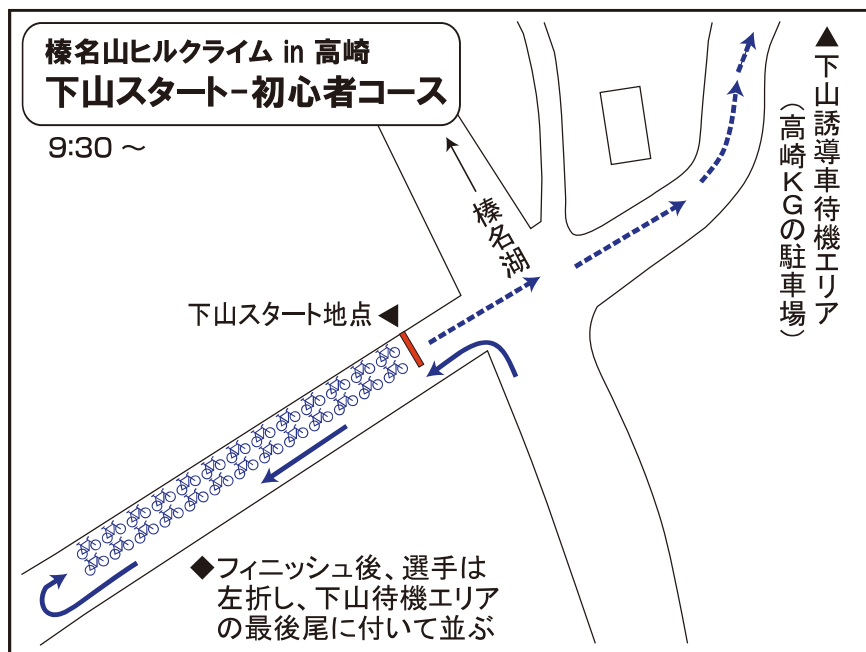 榛名山ヒルクライム in 高崎
下山スタート−初心者コース
9:30 ～
▲下山誘導車待機エリア
（高崎KGの駐車場）
榛名湖
下山スタート地点◀
◆フィニッシュ後、選手は
左折し、下山待機エリア
の最後尾に付いて並ぶ